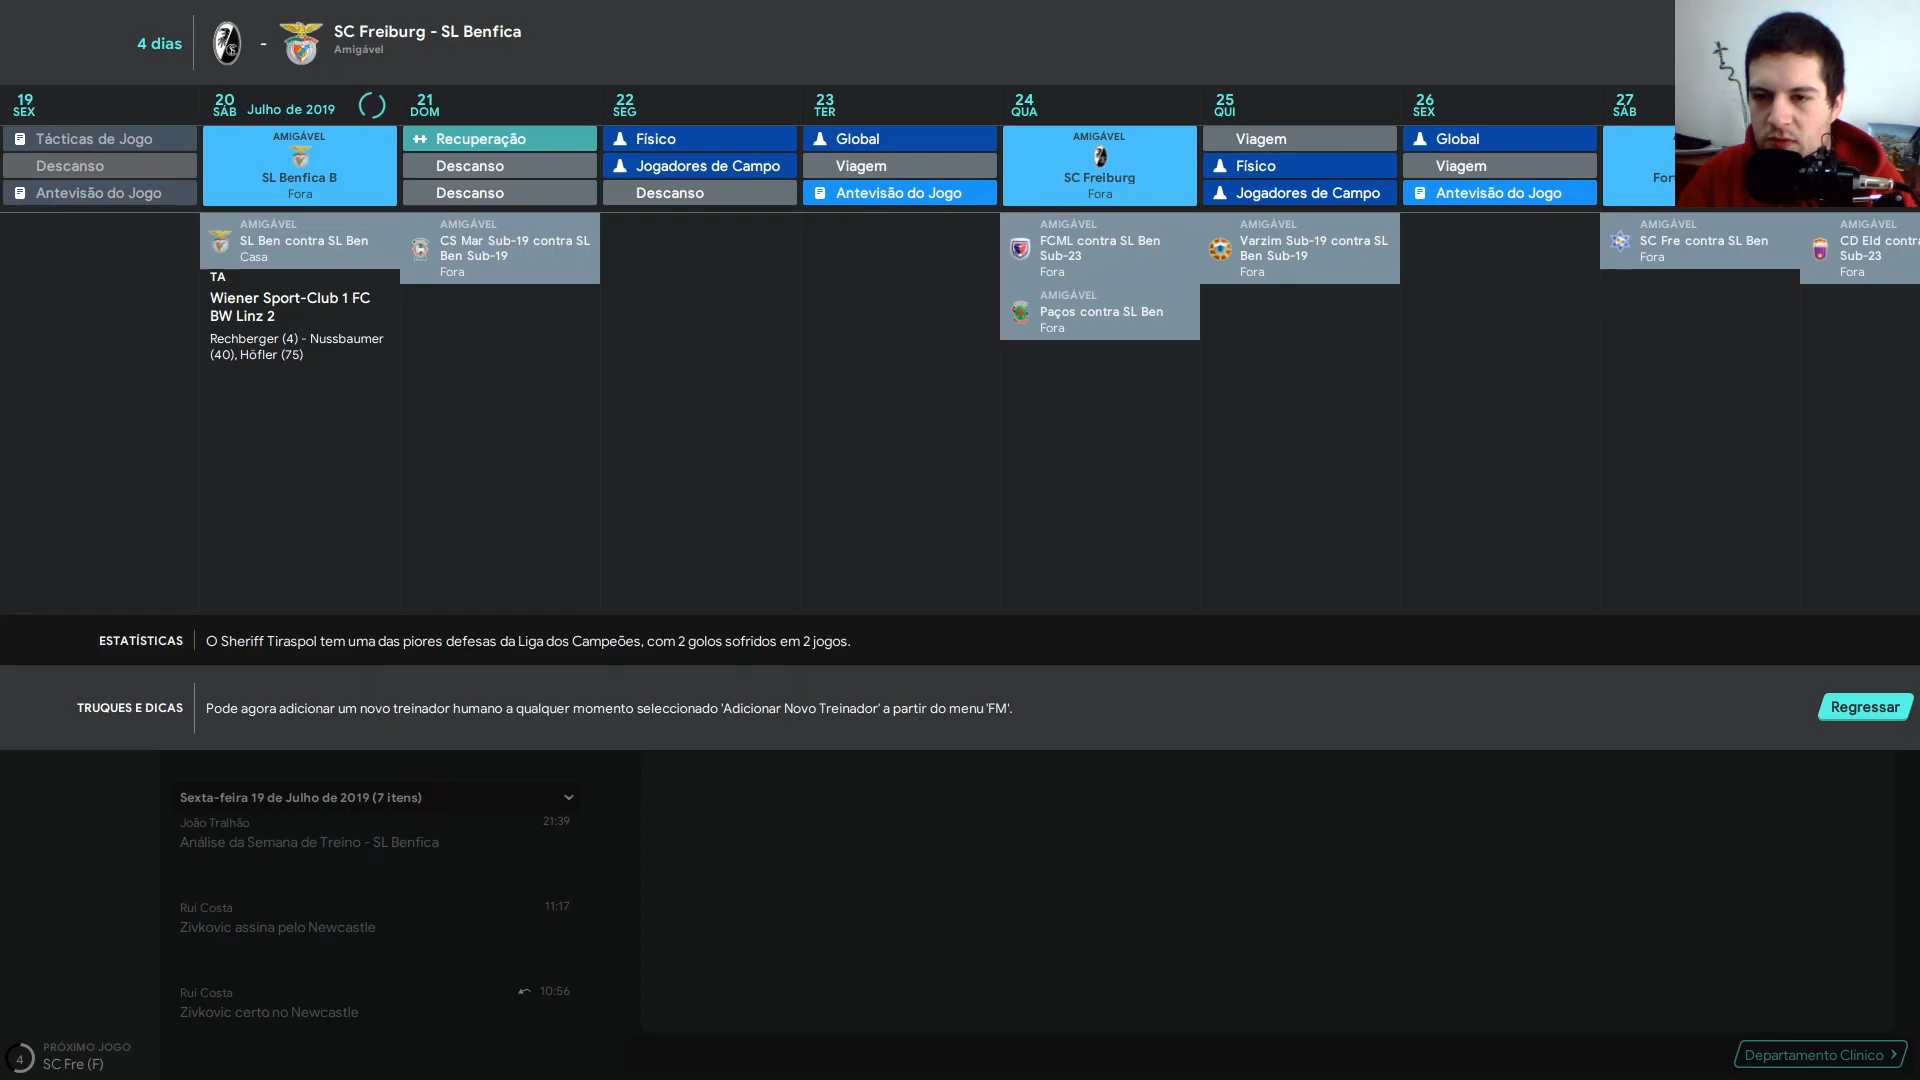 4 dias
-
SC Freiburg - SL Benfica
Amigável
19
SEX
20
SÁB
Julho de 2019
21
DOM
22
SEG
23
TER
24
QUA
25
QUI
26
SEX
27
SÁB
Tácticas de Jogo
Descanso
Antevisão do Jogo
AMIGÁVEL
SL Benfica B
Fora
Recuperação
Descanso
Descanso
Físico
Jogadores de Campo
Descanso
Global
Viagem
Antevisão do Jogo
AMIGÁVEL
SC Freiburg
Fora
Viagem
Físico
Jogadores de Campo
Global
Viagem
Antevisão do Jogo
For
AMIGÁVEL
SL Ben contra SL Ben
Casa
TA
Wiener Sport-Club 1 FC
BW Linz 2
Rechberger (4) - Nussbaumer
(40), Höfler (75)
AMIGÁVEL
CS Mar Sub-19 contra SL
Ben Sub-19
Fora
AMIGÁVEL
FCML contra SL Ben
Sub-23
Fora
AMIGÁVEL
Paços contra SL Ben
Fora
AMIGÁVEL
Varzim Sub-19 contra SL
Ben Sub-19
Fora
AMIGÁVEL
SC Fre contra SL Ben
Fora
AMIGÁVEL
CD Eld contra
Sub-23
Fora
ESTATÍSTICAS
O Sheriff Tiraspol tem uma das piores defesas da Liga dos Campeões, com 2 golos sofridos em 2 jogos.
TRUQUES E DICAS
Pode agora adicionar um novo treinador humano a qualquer momento seleccionado 'Adicionar Novo Treinador' a partir do menu 'FM'.
Regressar
Sexta-feira 19 de Julho de 2019 (7 itens)
João Tralhão
21:39
Análise da Semana de Treino - SL Benfica
Rui Costa
11:17
Zivkovic assina pelo Newcastle
Rui Costa
10:56
Zivkovic certo no Newcastle
4
PRÓXIMO JOGO
SC Fre (F)
Departamento Clínico